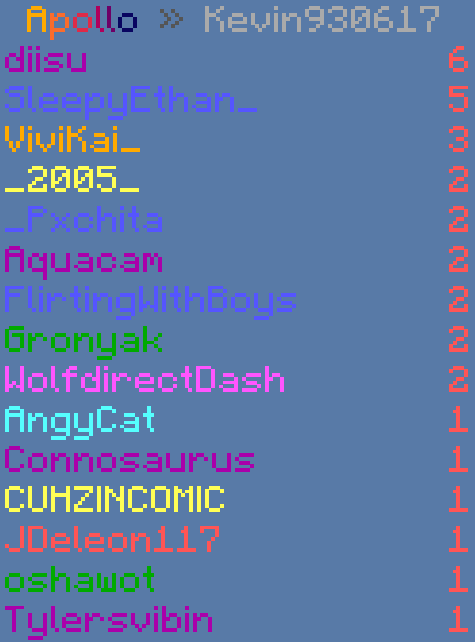 Apollo » Kevin930617
diisu 6
SleepyEthan_ 5
ViviKai_ 3
_2005_ 2
_Pxchita 2
Aquacam 2
FlirtingWithBoys 2
Gronyak 2
WolfdirectDash 2
AngyCat 1
Connosaurus 1
CUHZINCOMIC 1
JDeleon117 1
oshawot 1
Tylersvibin 1